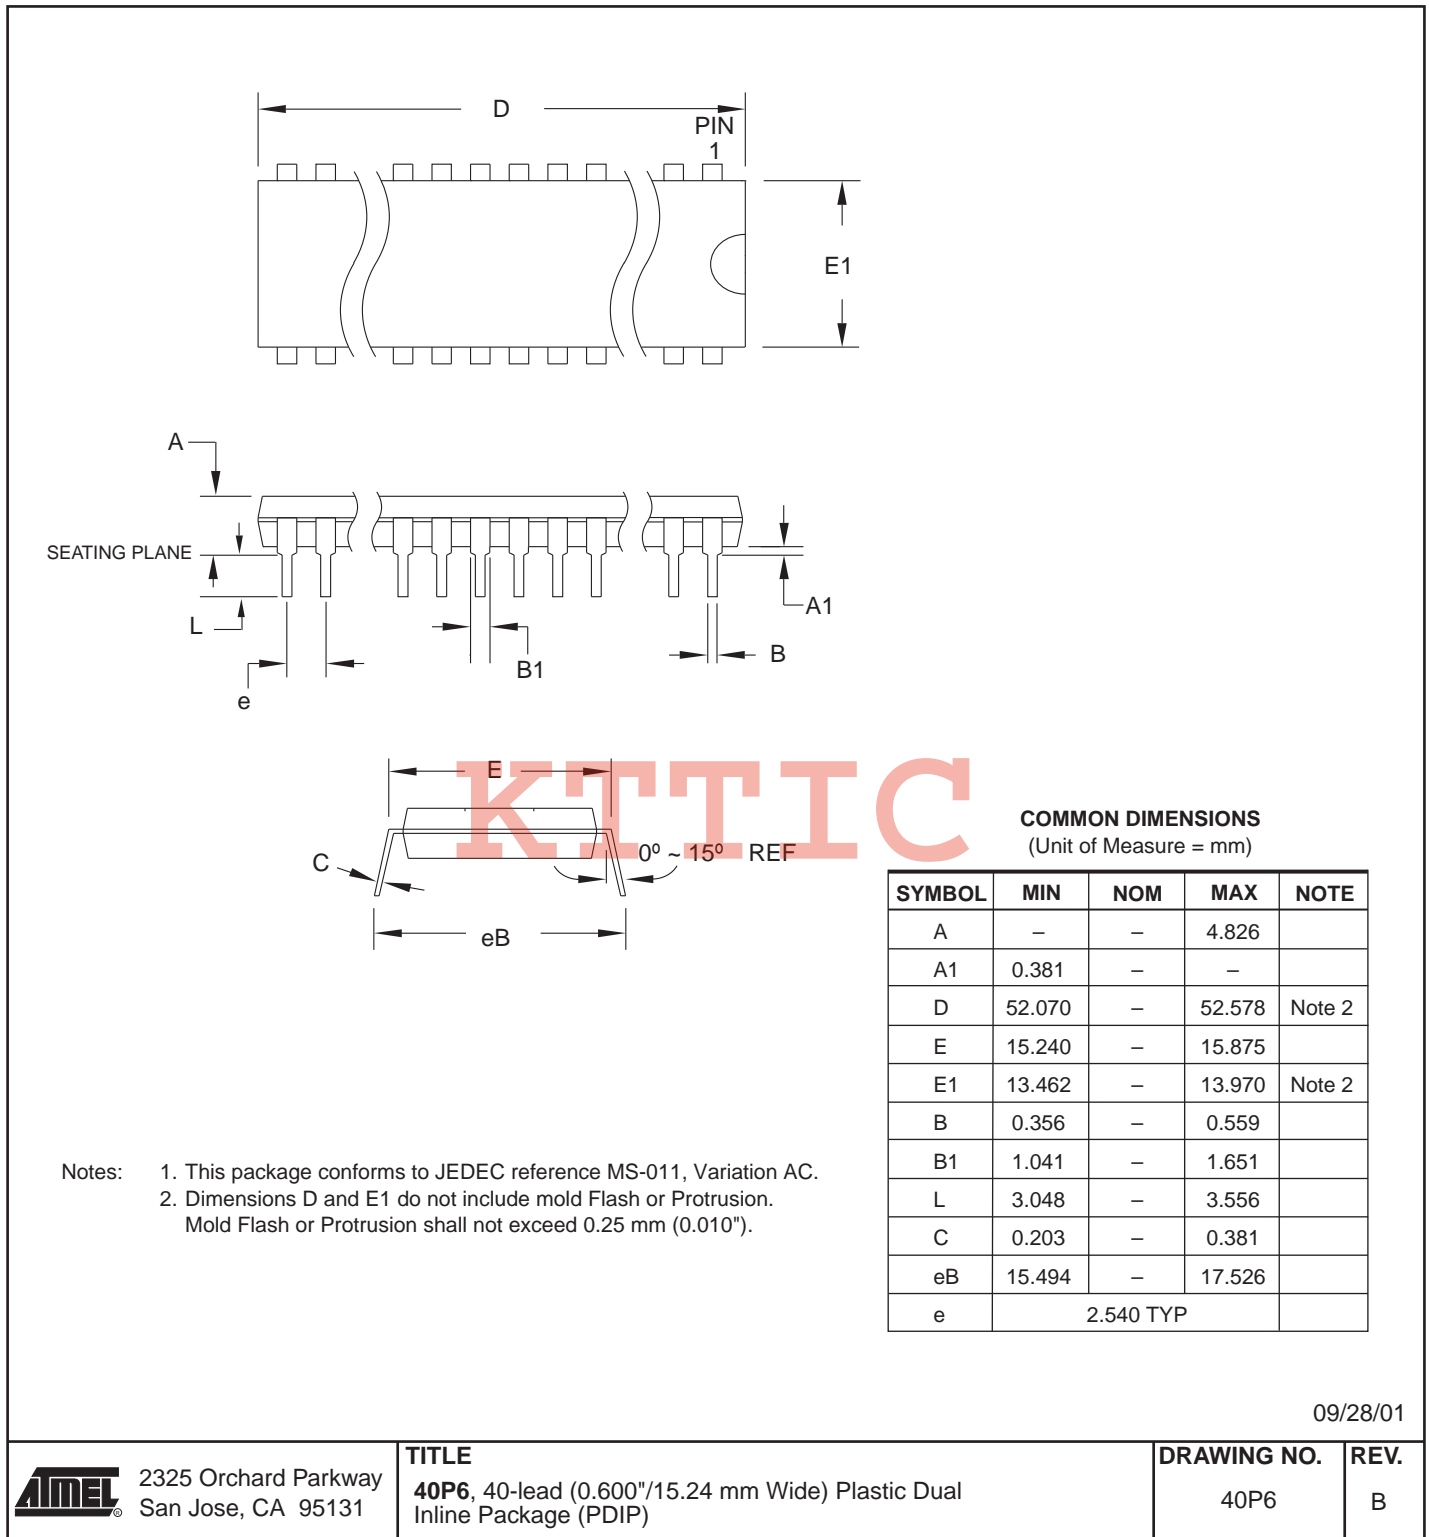 D
PIN
1
E1
A
SEATING PLANE
L
e
B1
B
A1
E
KTTIC
C
0º ~ 15º REF
eB
COMMON DIMENSIONS
(Unit of Measure = mm)
SYMBOL MIN NOM MAX NOTE
A – – 4.826
A1 0.381 – –
D 52.070 – 52.578 Note 2
E 15.240 – 15.875
E1 13.462 – 13.970 Note 2
B 0.356 – 0.559
B1 1.041 – 1.651
L 3.048 – 3.556
C 0.203 – 0.381
eB 15.494 – 17.526
e 2.540 TYP
Notes: 1. This package conforms to JEDEC reference MS-011, Variation AC.
2. Dimensions D and E1 do not include mold Flash or Protrusion.
Mold Flash or Protrusion shall not exceed 0.25 mm (0.010").
09/28/01
ATMEL ®
2325 Orchard Parkway
San Jose, CA 95131
TITLE
40P6, 40-lead (0.600"/15.24 mm Wide) Plastic Dual
Inline Package (PDIP)
DRAWING NO.
40P6
REV.
B